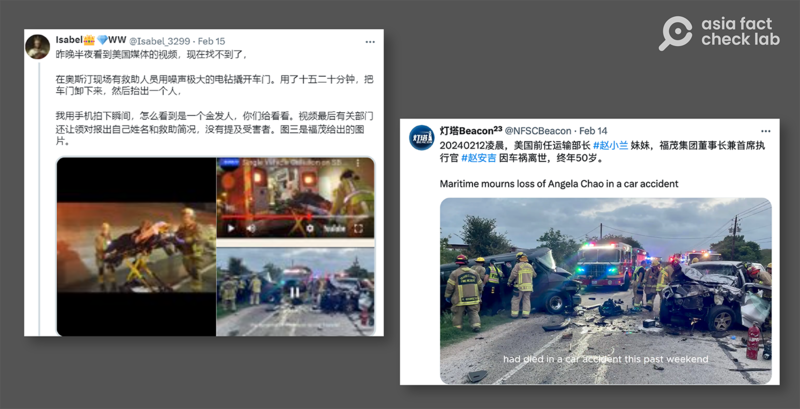 asia fact
check lab
Isabel👑 💎WW @Isabel_3299 · Feb 15
昨晚半夜看到美国媒体的视频，现在找不到了，
在奥斯汀现场有救助人员用噪声极大的电钻撬开车门。用了十五二十分钟，把
车门卸下来，然后抬出一个人，
我用手机拍下瞬间，怎么看到是一个金发人，你们给看看。视频最后有关部门
还让领对报出自己姓名和救助简况，没有提及受害者。图三是福茂给出的图
片。
Single Vehicle Collision on SB
YouTube
灯塔Beacon²³ @NFSCBeacon · Feb 14
20240212凌晨，美国前任运输部长 #赵小兰 妹妹，福茂集团董事长兼首席执
行官 #赵安吉 因车祸离世，终年50岁。
Maritime mourns loss of Angela Chao in a car accident
had died in a car accident this past weekend